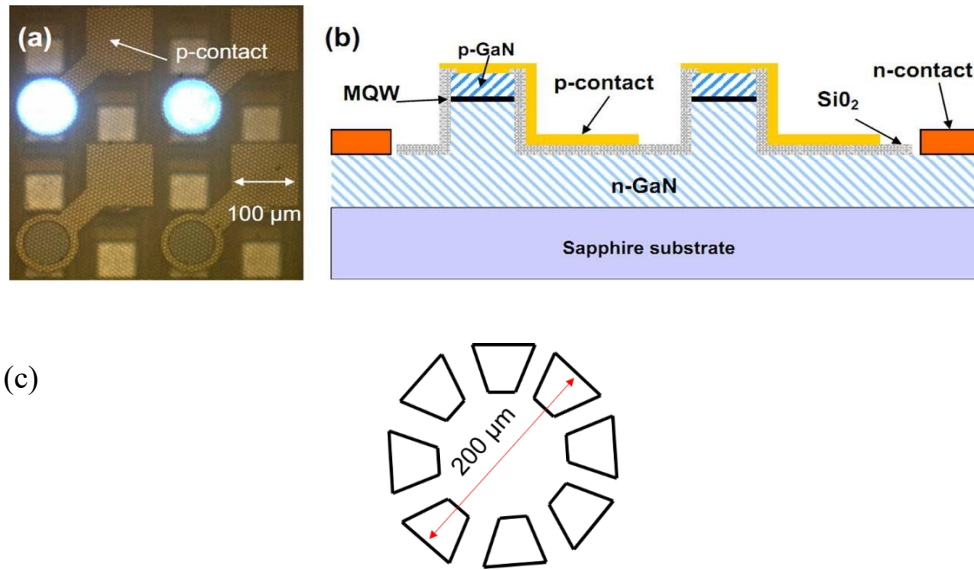 (a)
p-contact
100 µm
(b)
p-GaN
MQW
p-contact
n-contact
Si0₂
n-GaN
Sapphire substrate
(c)
200 µm